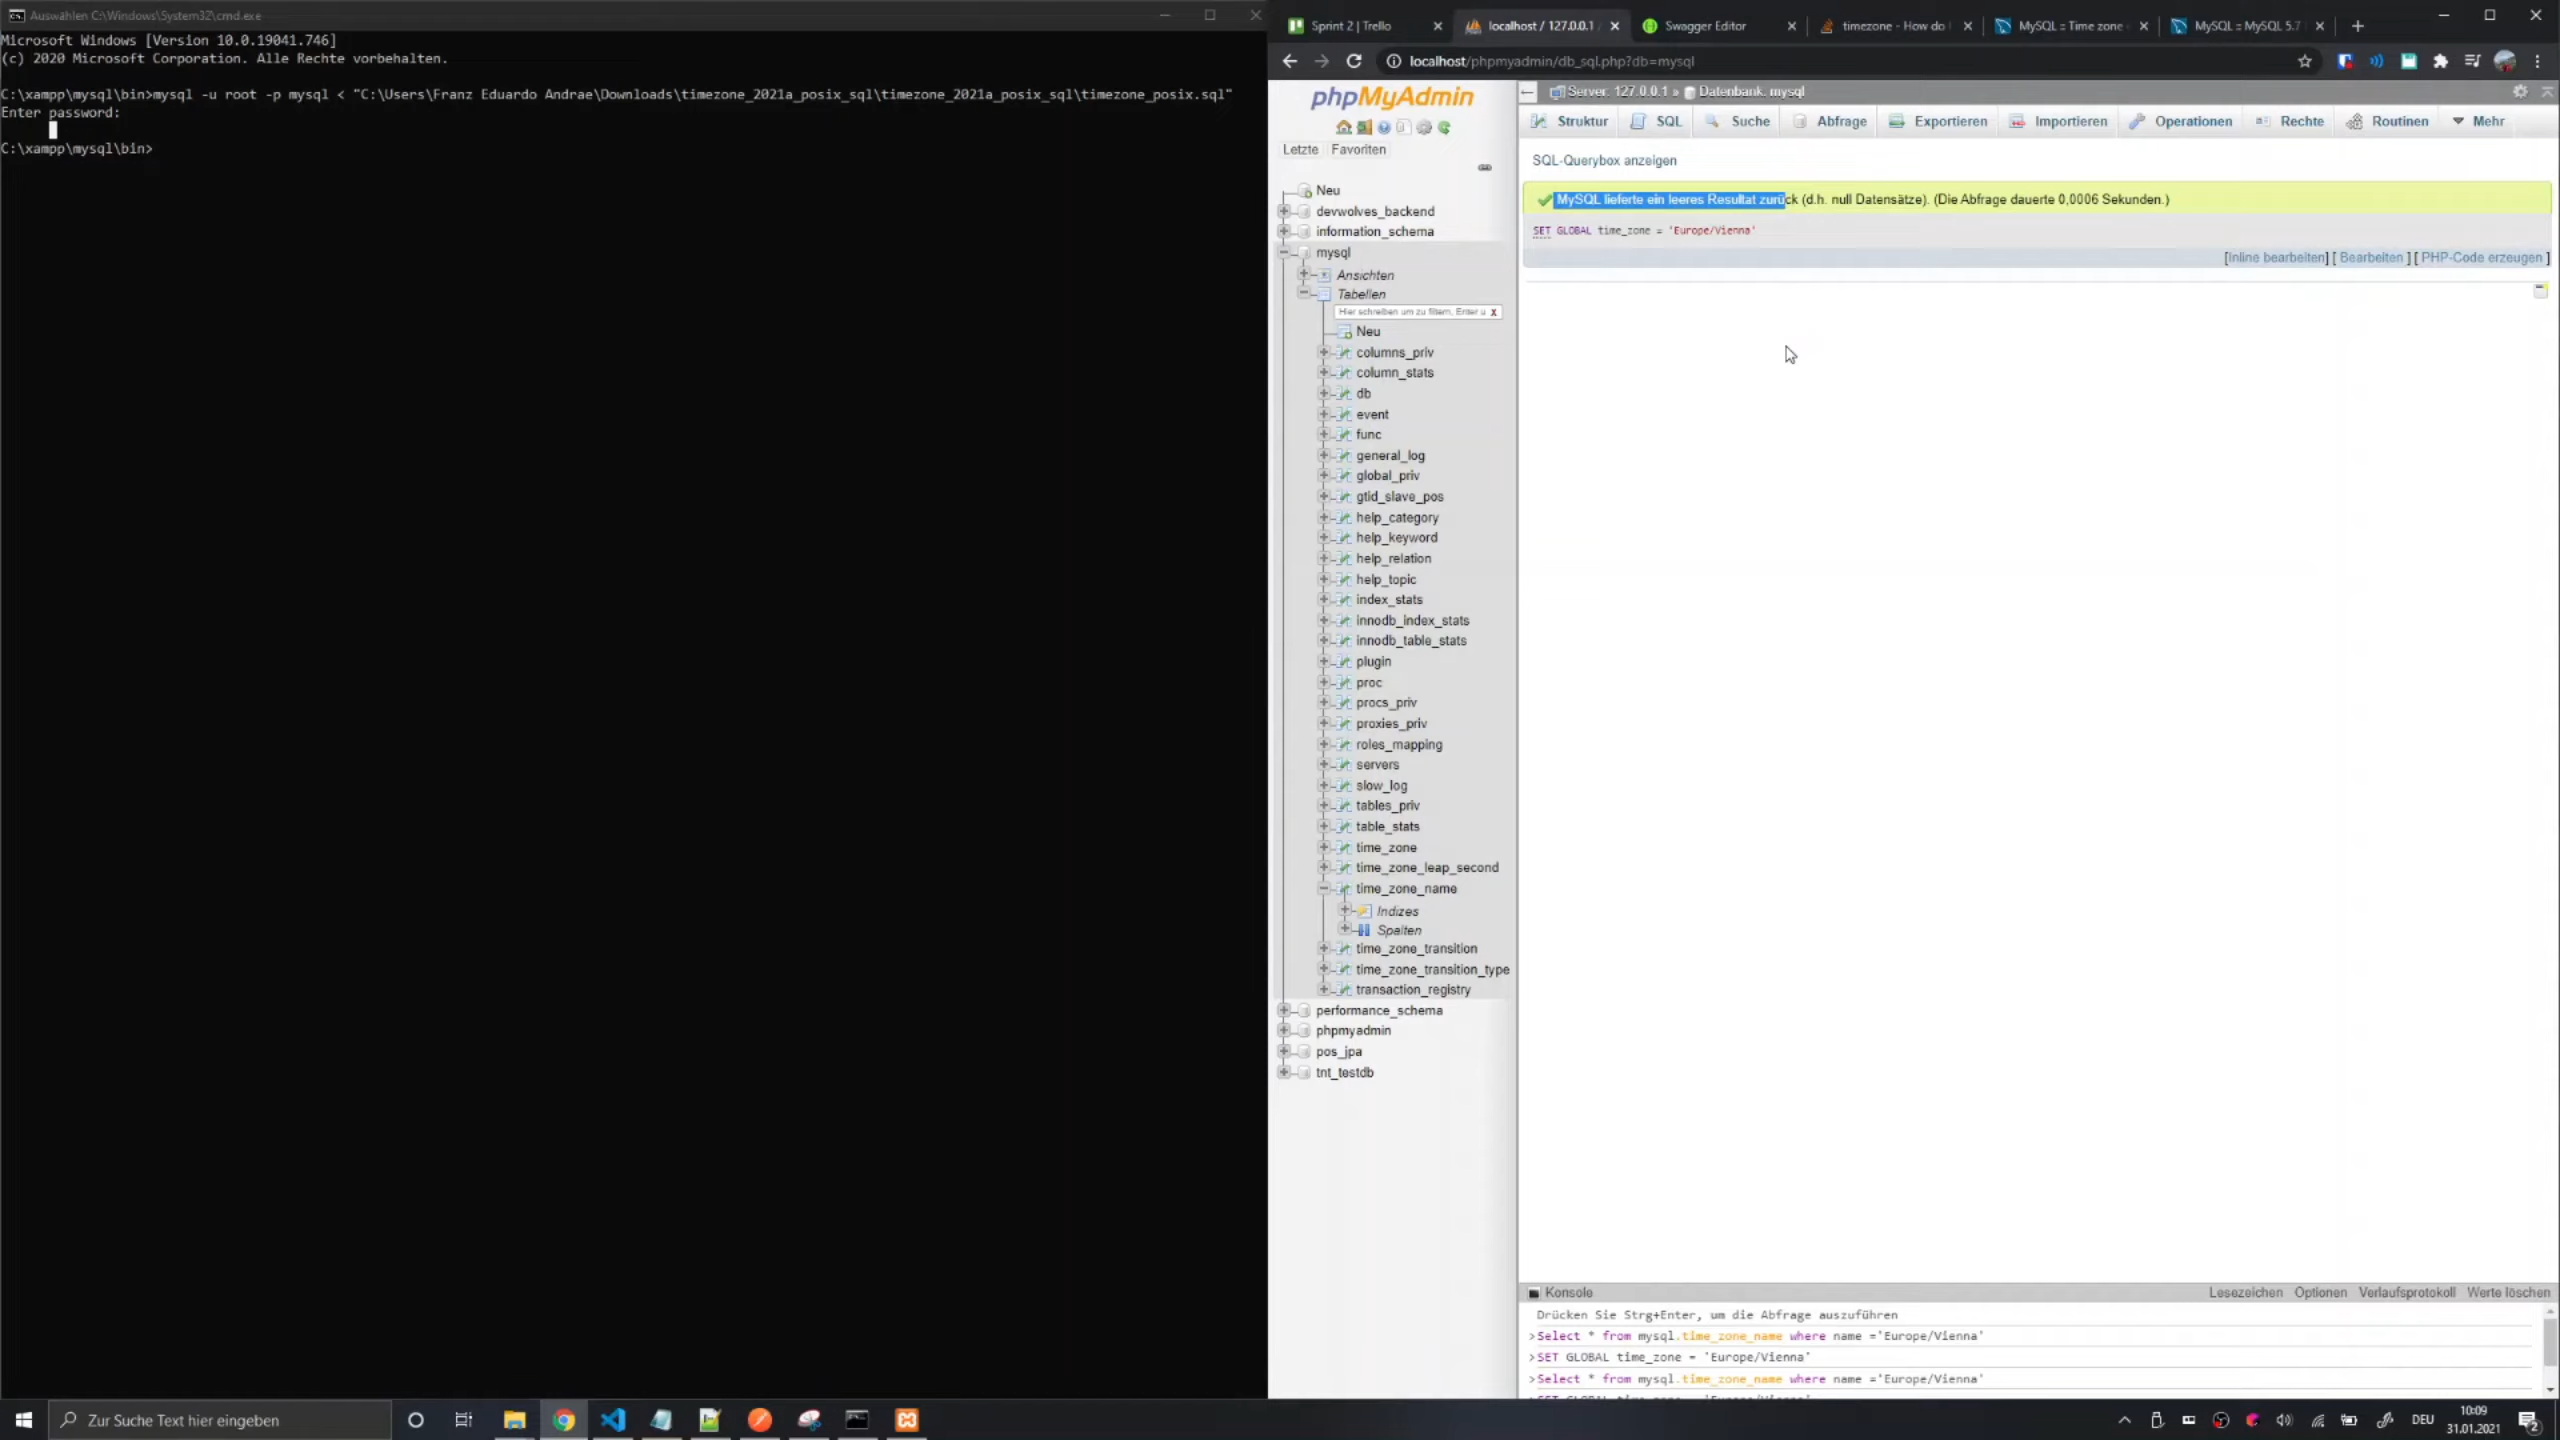 Auswählen C:\Windows\System32\cmd.exe
Microsoft Windows [Version 10.0.19041.746]
(c) 2020 Microsoft Corporation. Alle Rechte vorbehalten.
C:\xampp\mysql\bin>mysql -u root -p mysql < "C:\Users\Franz Eduardo Andrae\Downloads\timezone_2021a_posix_sql\timezone_2021a_posix_sql\timezone_posix.sql"
Enter password:
C:\xampp\mysql\bin>
Sprint 2 | Trello
localhost / 127.0.0.1 /
Swagger Editor
timezone - How do I
MySQL :: Time zone
MySQL :: MySQL 5.7
localhost/phpmyadmin/db_sql.php?db=mysql
phpMyAdmin
Letzte Favoriten
Neu
devwolves_backend
information_schema
mysql
Ansichten
Tabellen
Hier schreiben um zu filtern, Enter u X
Neu
columns_priv
column_stats
db
event
func
general_log
global_priv
gtid_slave_pos
help_category
help_keyword
help_relation
help_topic
index_stats
innodb_index_stats
innodb_table_stats
plugin
proc
procs_priv
proxies_priv
roles_mapping
servers
slow_log
tables_priv
table_stats
time_zone
time_zone_leap_second
time_zone_name
Indizes
Spalten
time_zone_transition
time_zone_transition_type
transaction_registry
performance_schema
phpmyadmin
pos_jpa
tnt_testdb
Server: 127.0.0.1 » Datenbank: mysql
Struktur SQL Suche Abfrage Exportieren Importieren Operationen Rechte Routinen Mehr
SQL-Querybox anzeigen
MySQL lieferte ein leeres Resultat zurück (d.h. null Datensätze). (Die Abfrage dauerte 0,0006 Sekunden.)
SET GLOBAL time_zone = 'Europe/Vienna'
[Inline bearbeiten] [ Bearbeiten ] [ PHP-Code erzeugen ]
Konsole
Lesezeichen Optionen Verlaufsprotokoll Werte löschen
Drücken Sie Strg+Enter, um die Abfrage auszuführen
>Select * from mysql.time_zone_name where name ='Europe/Vienna'
>SET GLOBAL time_zone = 'Europe/Vienna'
>Select * from mysql.time_zone_name where name ='Europe/Vienna'
Zur Suche Text hier eingeben
DEU
10:09
31.01.2021
2